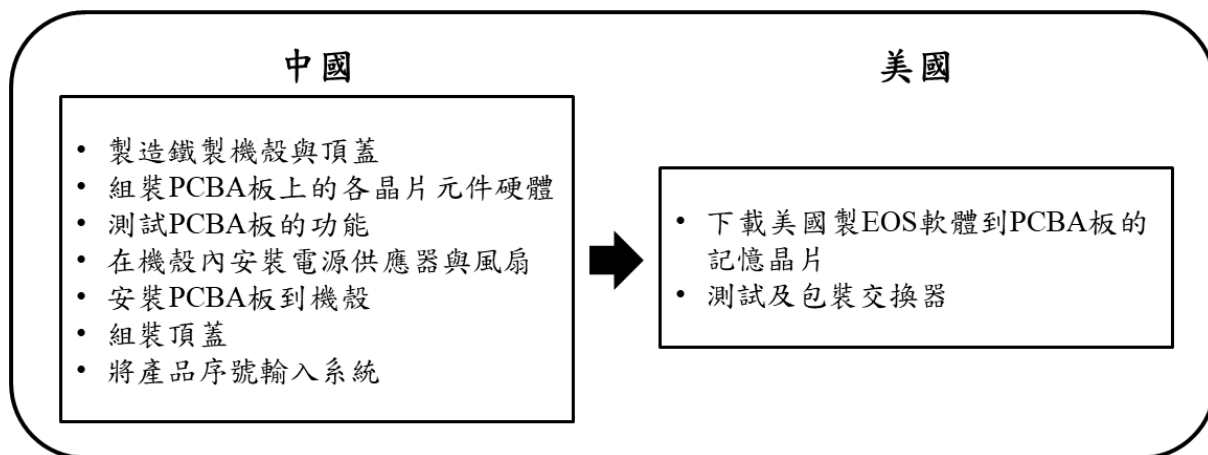 中國
• 製造鐵製機殼與頂蓋
• 組裝PCBA板上的各晶片元件硬體
• 測試PCBA板的功能
• 在機殼內安裝電源供應器與風扇
• 安裝PCBA板到機殼
• 組裝頂蓋
• 將產品序號輸入系統
美國
• 下載美國製EOS軟體到PCBA板的
記憶晶片
• 測試及包裝交換器